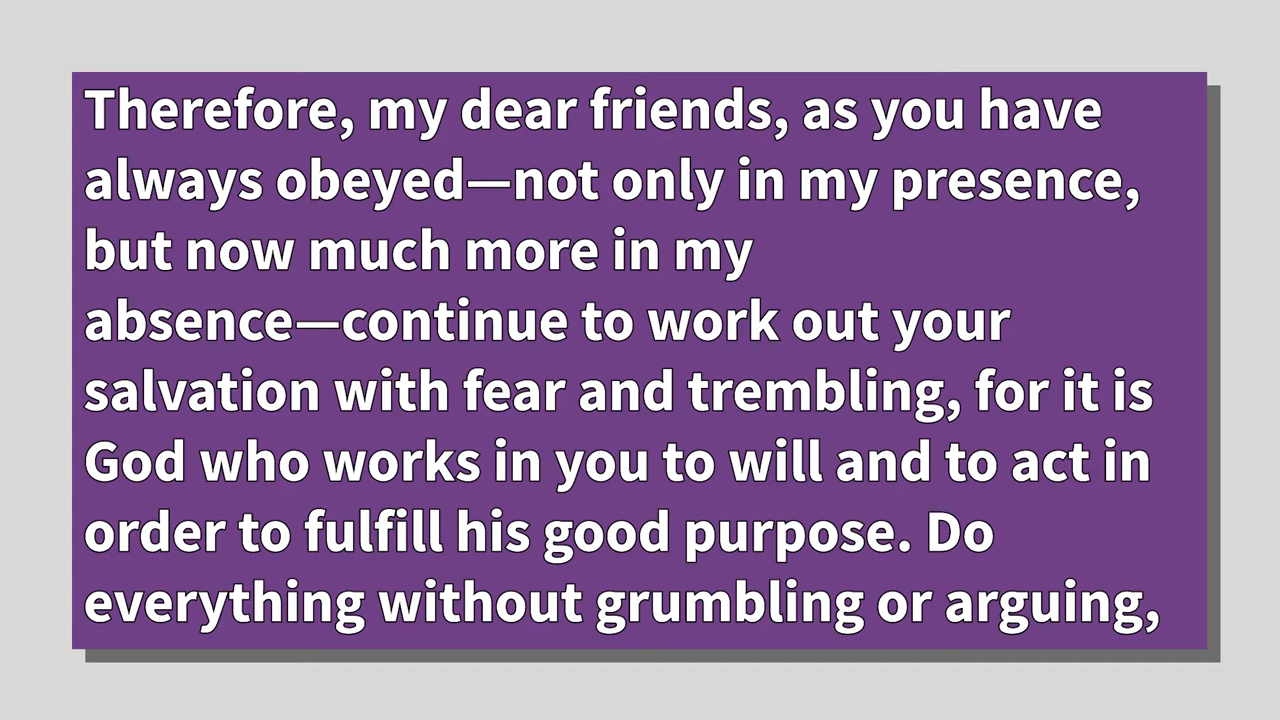 Therefore, my dear friends, as you have
always obeyed—not only in my presence,
but now much more in my
absence—continue to work out your
salvation with fear and trembling, for it is
God who works in you to will and to act in
order to fulfill his good purpose. Do
everything without grumbling or arguing,